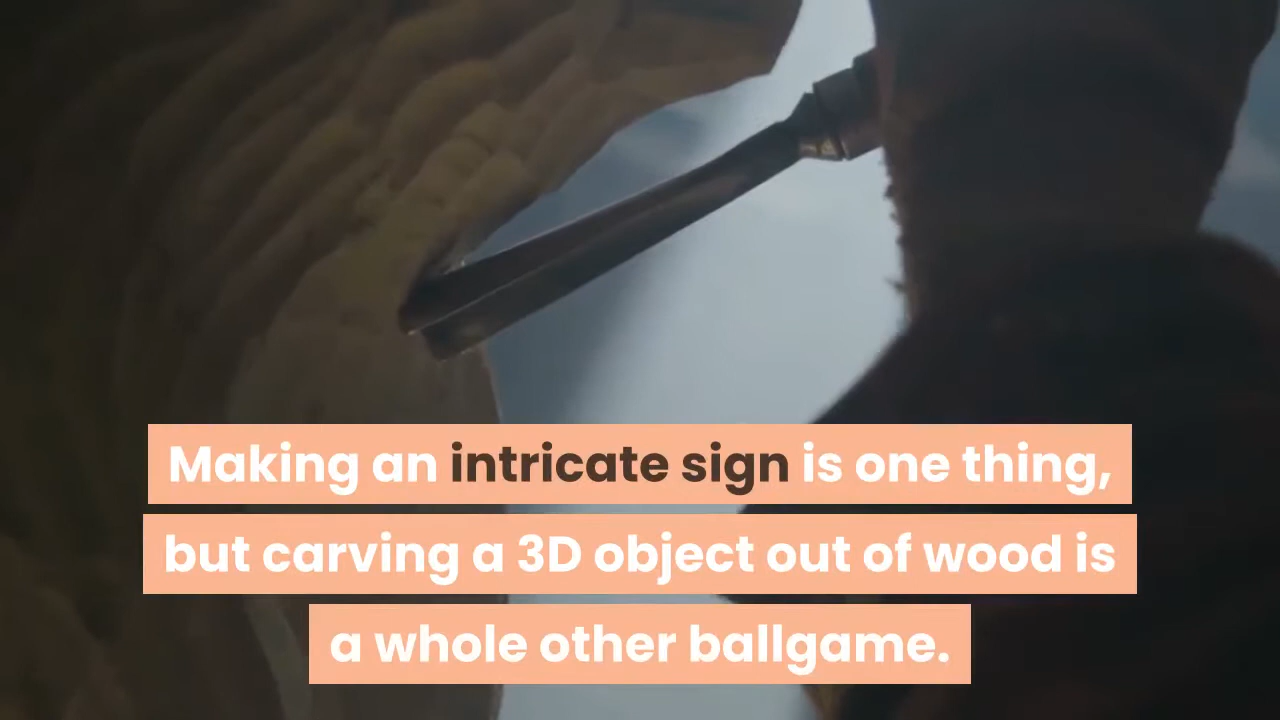 Making an intricate sign is one thing,
but carving a 3D object out of wood is
a whole other ballgame.